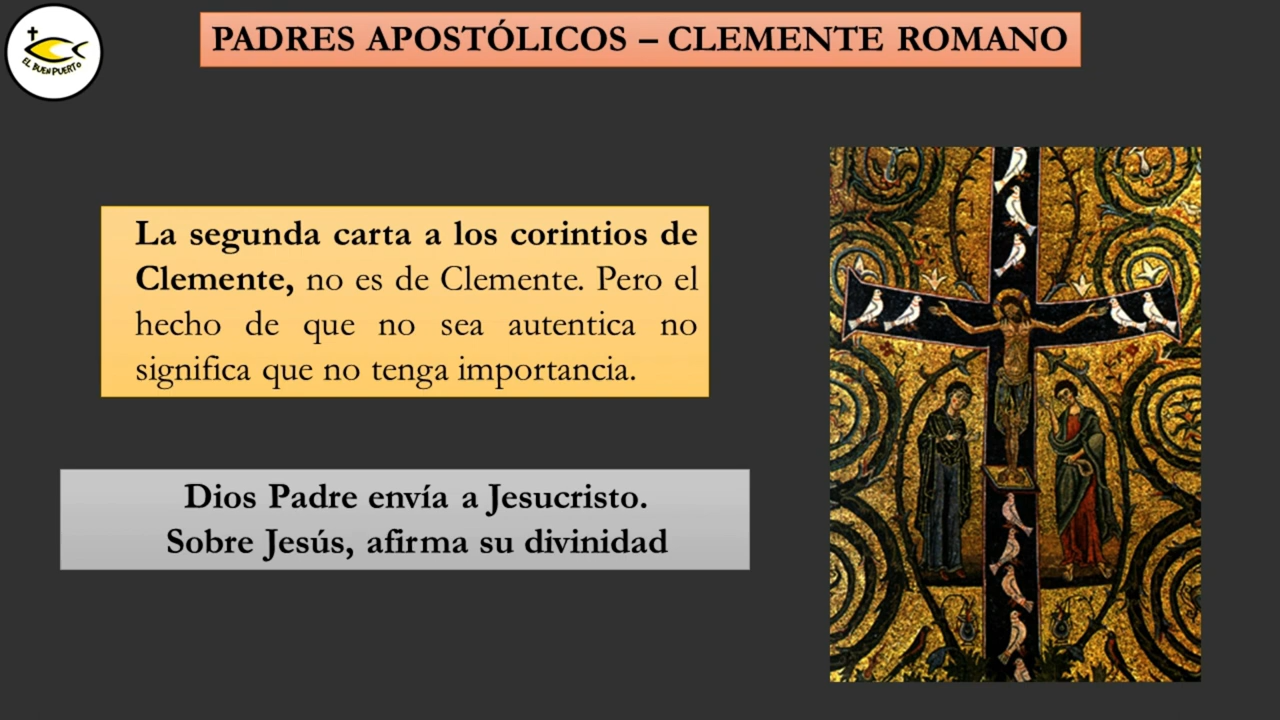 EL BUEN PUERTO
PADRES APOSTÓLICOS – CLEMENTE ROMANO
La segunda carta a los corintios de
Clemente, no es de Clemente. Pero el
hecho de que no sea autentica no
significa que no tenga importancia.
Dios Padre envía a Jesucristo.
Sobre Jesús, afirma su divinidad